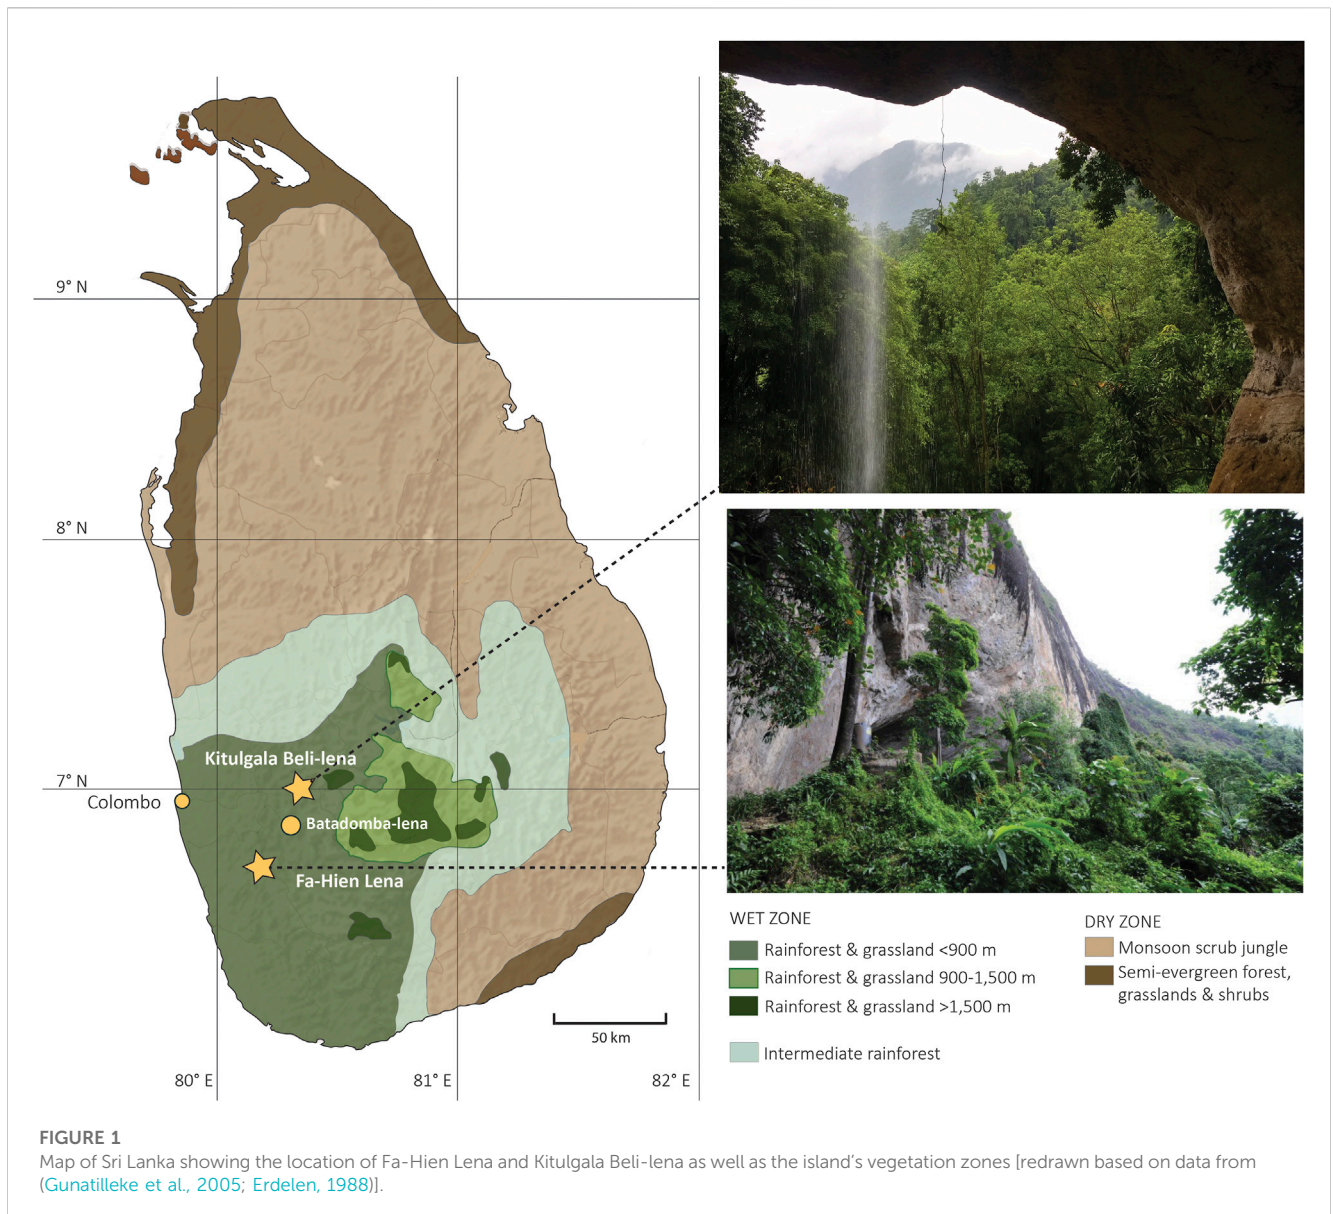 9° N
8° N
7° N
Kitulgala Beli-lena
Colombo
Batadomba-lena
Fa-Hien Lena
50 km
80° E
81° E
82° E
WET ZONE
Rainforest & grassland <900 m
Rainforest & grassland 900-1,500 m
Rainforest & grassland >1,500 m
Intermediate rainforest
DRY ZONE
Monsoon scrub jungle
Semi-evergreen forest,
grasslands & shrubs
FIGURE 1
Map of Sri Lanka showing the location of Fa-Hien Lena and Kitulgala Beli-lena as well as the island's vegetation zones [redrawn based on data from
(Gunatilleke et al., 2005; Erdelen, 1988)].